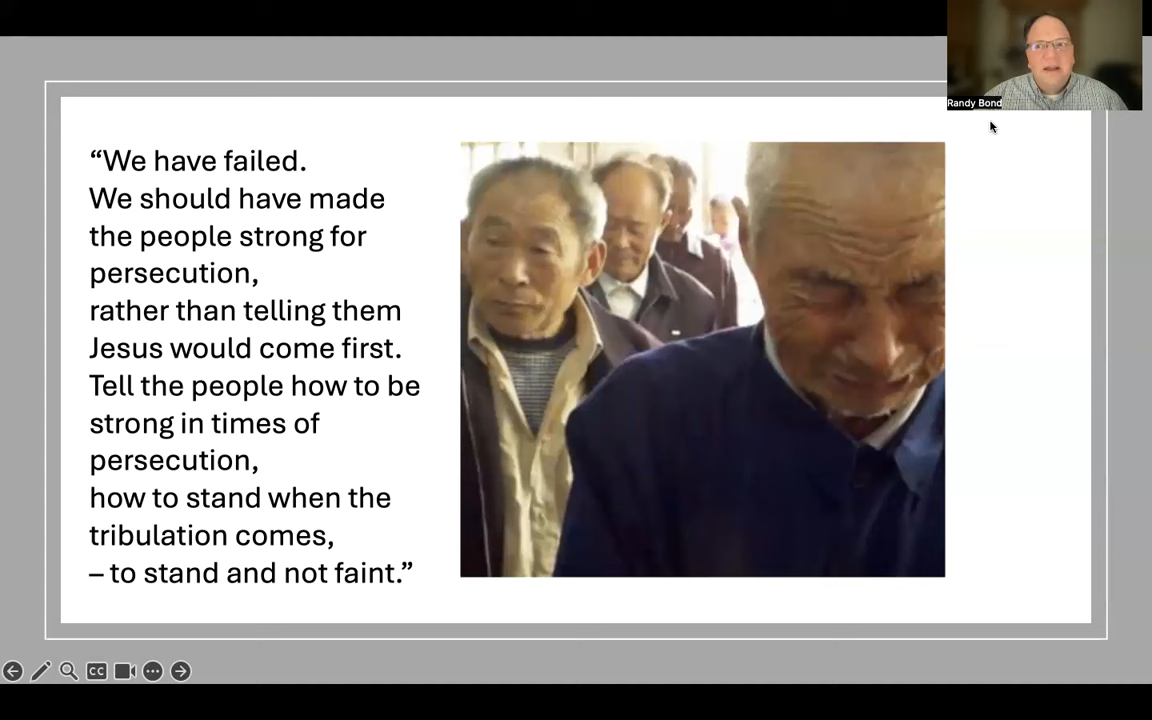 Randy Bond
“We have failed.
We should have made
the people strong for
persecution,
rather than telling them
Jesus would come first.
Tell the people how to be
strong in times of
persecution,
how to stand when the
tribulation comes,
– to stand and not faint.”
CC